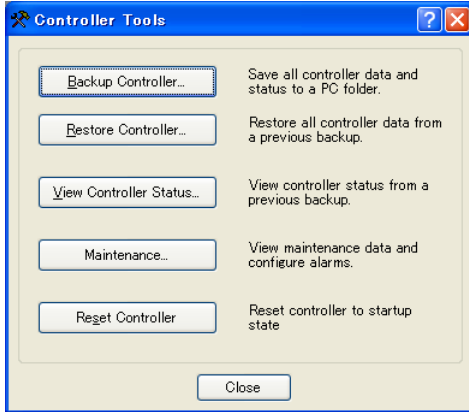 Controller Tools
Backup Controller...
Save all controller data and
status to a PC folder.
Restore Controller...
Restore all controller data from
a previous backup.
View Controller Status...
View controller status from a
previous backup.
Maintenance...
View maintenance data and
configure alarms.
Reset Controller
Reset controller to startup
state
Close